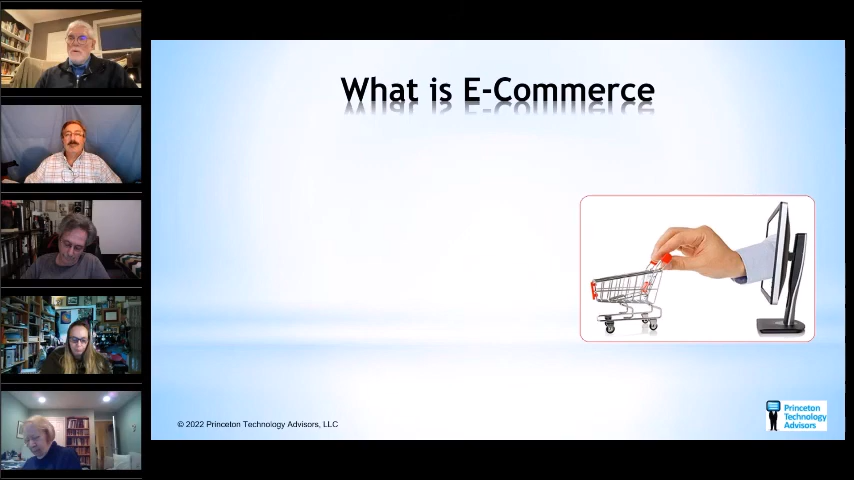 What is E-Commerce
© 2022 Princeton Technology Advisors, LLC
Princeton
Technology
Advisors